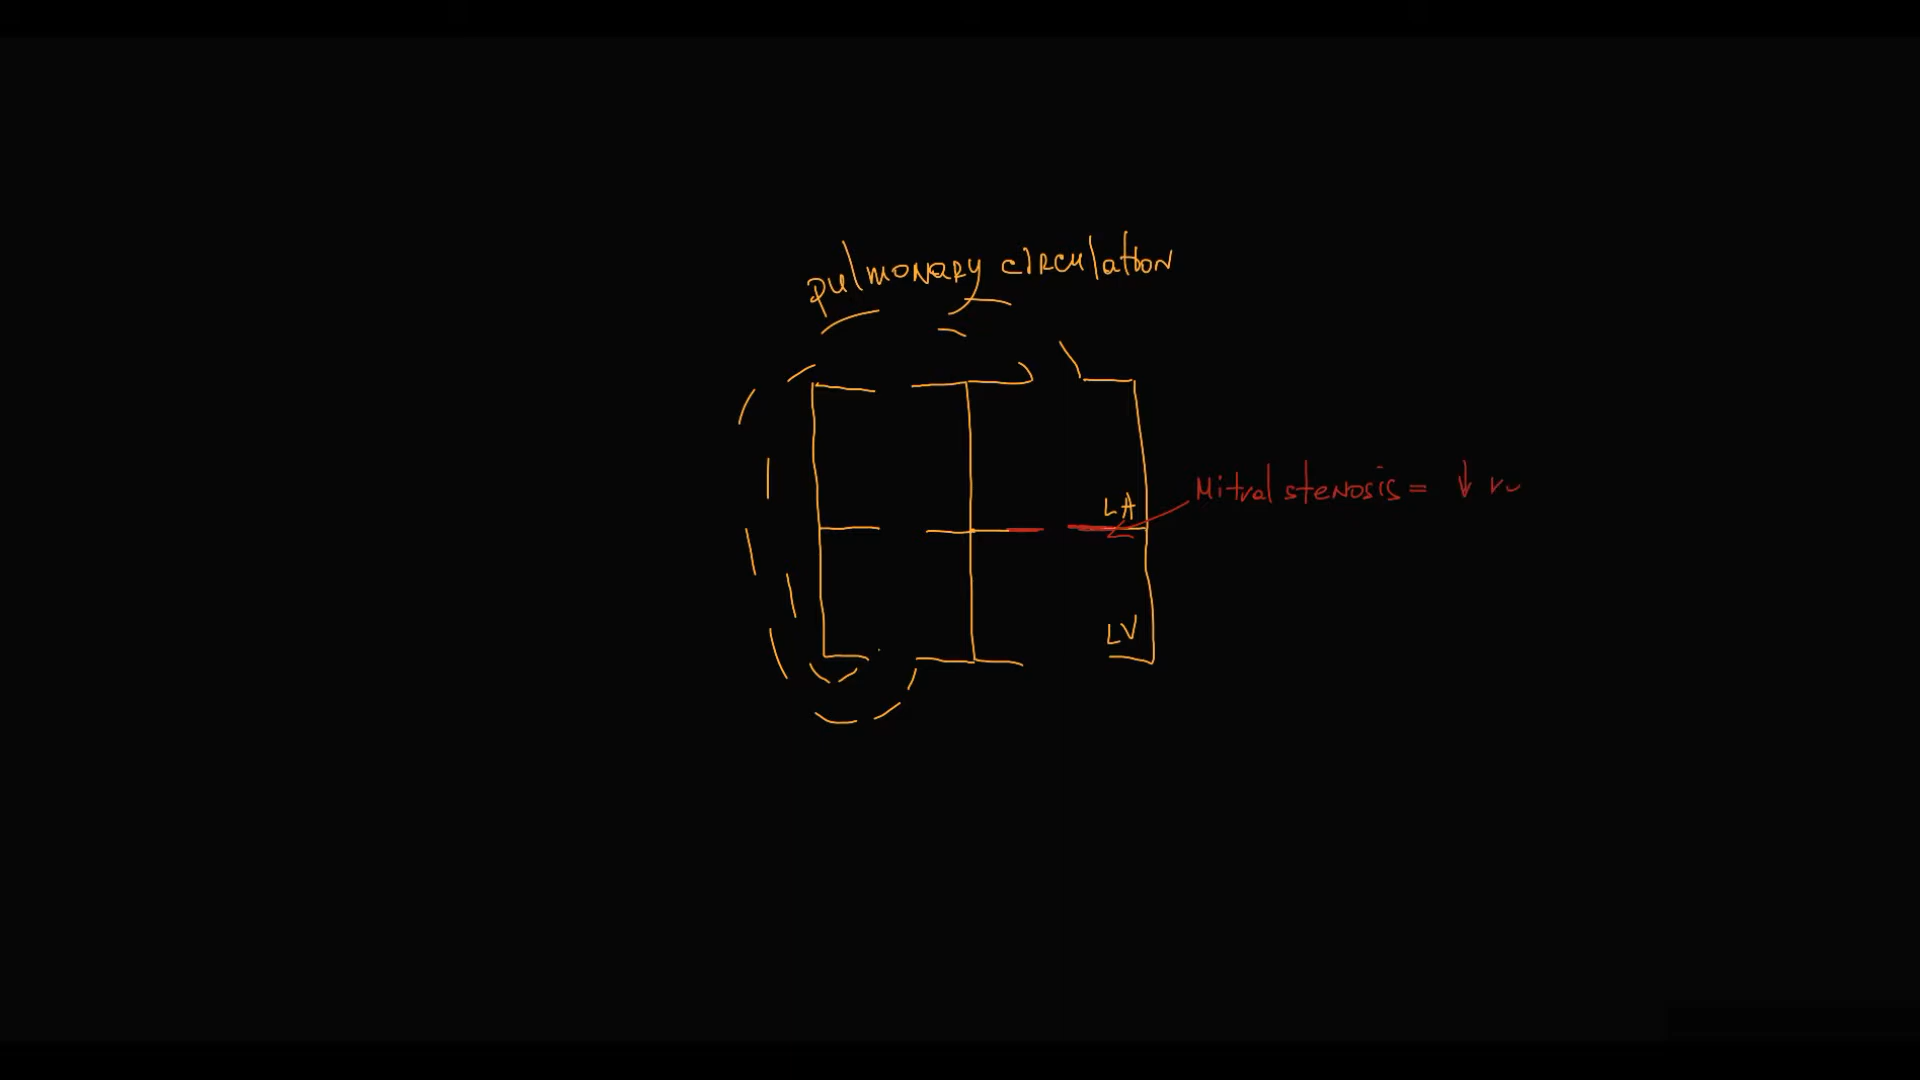 pulmonary circulation
Mitral stenosis = ↓
LA
LV